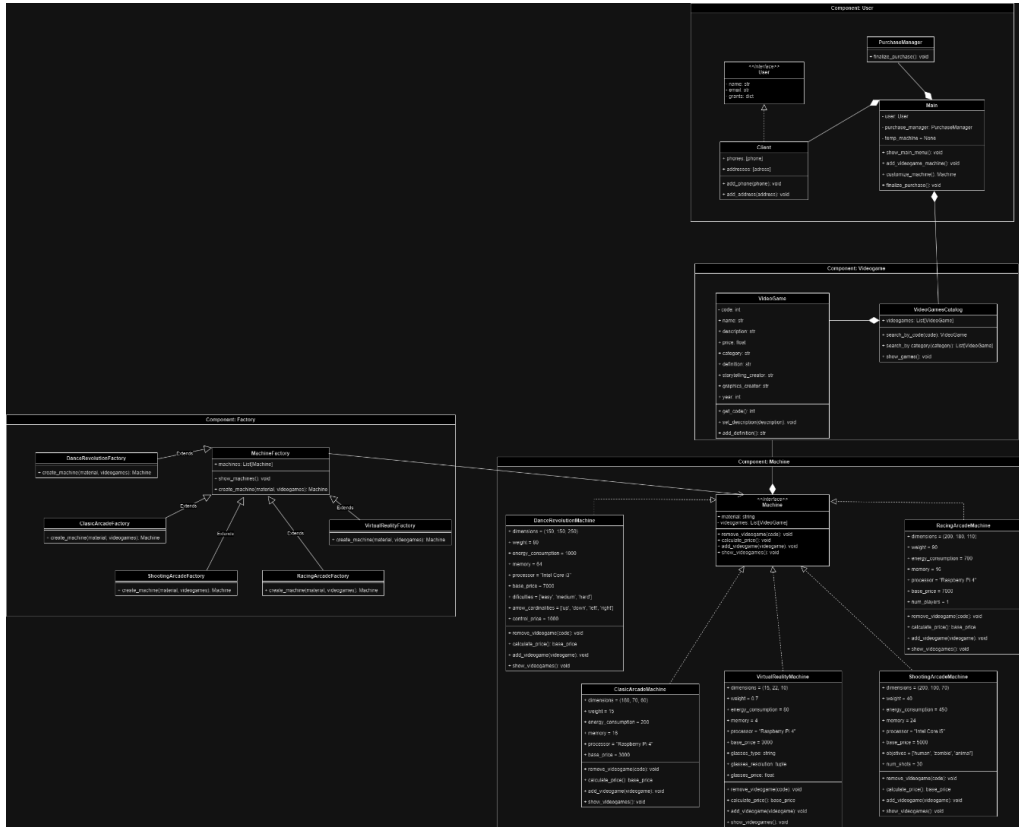 Component: User
PurchaseManager
+ finalize_purchase(): void
<<Interface>>
User
- name: str
- email: str
- grants: dict
Main
- user: User
- purchase_manager: PurchaseManager
- temp_machine = None
+ show_main_menu(): void
+ add_videogame_machine(): void
+ customize_machine(): Machine
+ finalize_purchase(): void
Client
+ phones: [phone]
+ addresses: [adress]
+ add_phone(phone): void
+ add_address(address): void
Component: Videogame
VideoGame
- code: int
+ name: str
+ description: str
+ price: float
+ category: str
+ definition: str
+ storytelling_creator: str
+ graphics_creator: str
+ year: int
+ get_code(): int
+ set_description(description): void
+ add_definition(): str
VideoGamesCatalog
+ videogames: List[VideoGame]
+ search_by_code(code): VideoGame
+ search_by_category(category): List[VideoGame]
+ show_games(): void
Component: Factory
DanceRevolutionFactory
+ create_machine(material, videogames): Machine
Extends
MachineFactory
+ machines: List[Machine]
+ show_machines(): void
+ create_machine(material, videogames): Machine
Extends
Extends
ClasicArcadeFactory
+ create_machine(material, videogames): Machine
VirtualRealityFactory
+ create_machine(material, videogames): Machine
Extends
Extends
ShootingArcadeFactory
+ create_machine(material, videogames): Machine
RacingArcadeFactory
+ create_machine(material, videogames): Machine
Component: Machine
<<Interface>>
Machine
+ material: string
- videogames: List[VideoGame]
+ remove_videogame(code): void
+ calculate_price(): void
+ add_videogame(videogame): void
+ show_videogames(): void
DanceRevolutionMachine
+ dimensions = (150, 150, 250)
+ weight = 80
+ energy_consumption = 1000
+ memory = 64
+ processor = "Intel Core i3"
+ base_price = 7000
+ dificulties = ['easy', 'medium', 'hard']
+ arrow_cardinalities = ['up', 'down', 'left', 'right']
+ control_price = 1000
+ remove_videogame(code): void
+ calculate_price(): base_price
+ add_videogame(videogame): void
+ show_videogames(): void
RacingArcadeMachine
+ dimensions = (200, 180, 110)
+ weight = 90
+ energy_consumption = 700
+ memory = 16
+ processor = "Raspberry Pi 4"
+ base_price = 7000
+ num_players = 1
+ remove_videogame(code): void
+ calculate_price(): base_price
+ add_videogame(videogame): void
+ show_videogames(): void
ClasicArcadeMachine
+ dimensions = (160, 70, 60)
+ weight = 15
+ energy_consumption = 200
+ memory = 16
+ processor = "Raspberry Pi 4"
+ base_price = 3000
+ remove_videogame(code): void
+ calculate_price(): base_price
+ add_videogame(videogame): void
+ show_videogames(): void
VirtualRealityMachine
+ dimensions = (15, 22, 10)
+ weight = 0.7
+ energy_consumption = 80
+ memory = 4
+ processor = "Raspberry Pi 4"
+ base_price = 3000
+ glasses_type: string
+ glasses_resolution: tuple
+ glasses_price: float
+ remove_videogame(code): void
+ calculate_price(): base_price
+ add_videogame(videogame): void
+ show_videogames(): void
ShootingArcadeMachine
+ dimensions = (200, 100, 70)
+ weight = 40
+ energy_consumption = 450
+ memory = 24
+ processor = "Intel Core i5"
+ base_price = 5000
+ objetives = ['human', 'zombie', 'animal']
+ num_shots = 30
+ remove_videogame(code): void
+ calculate_price(): base_price
+ add_videogame(videogame): void
+ show_videogames(): void